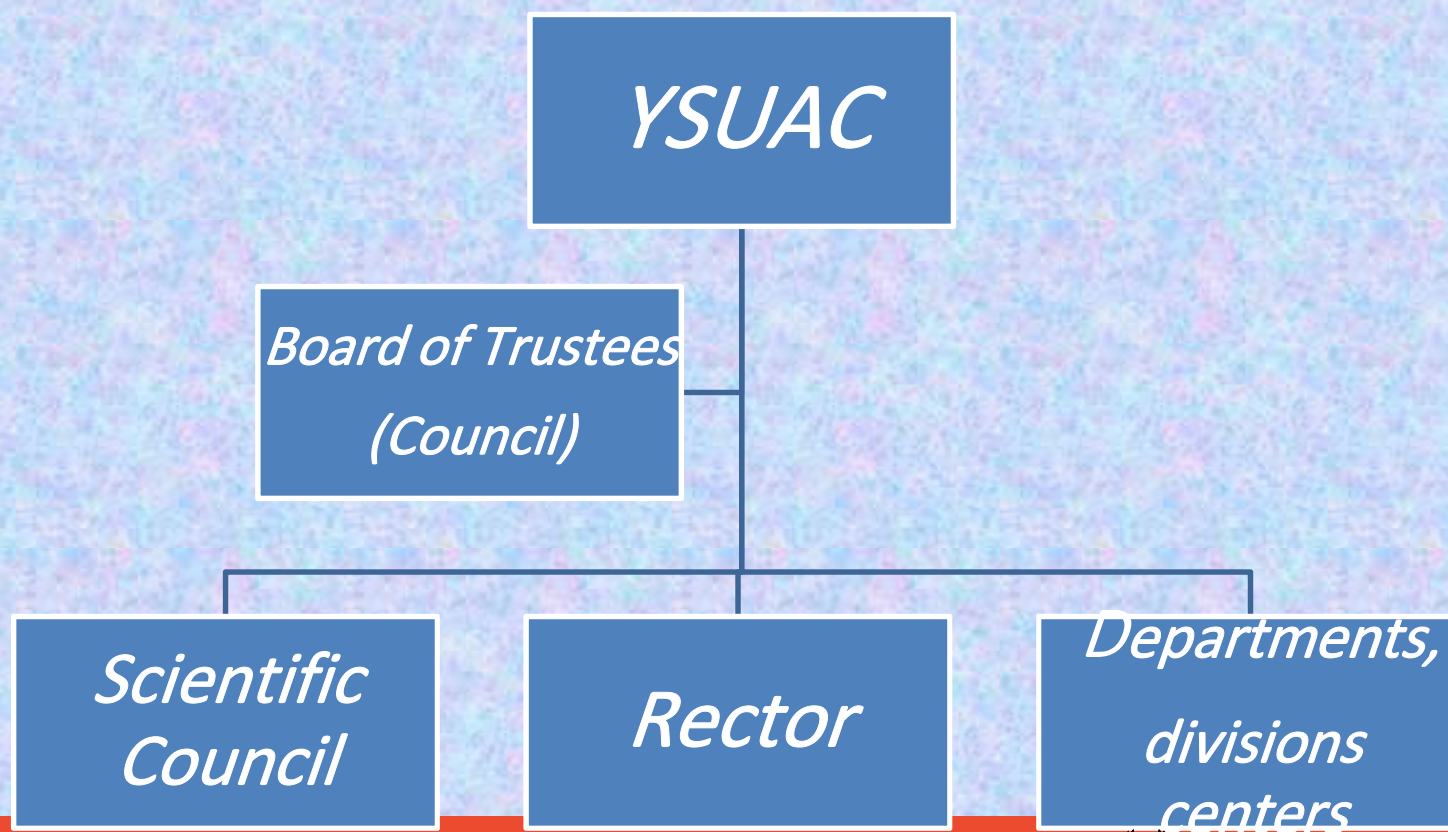 YSUAC
Board of Trustees
(Council)
Scientific
Council
Rector
Departments,
divisions
centers